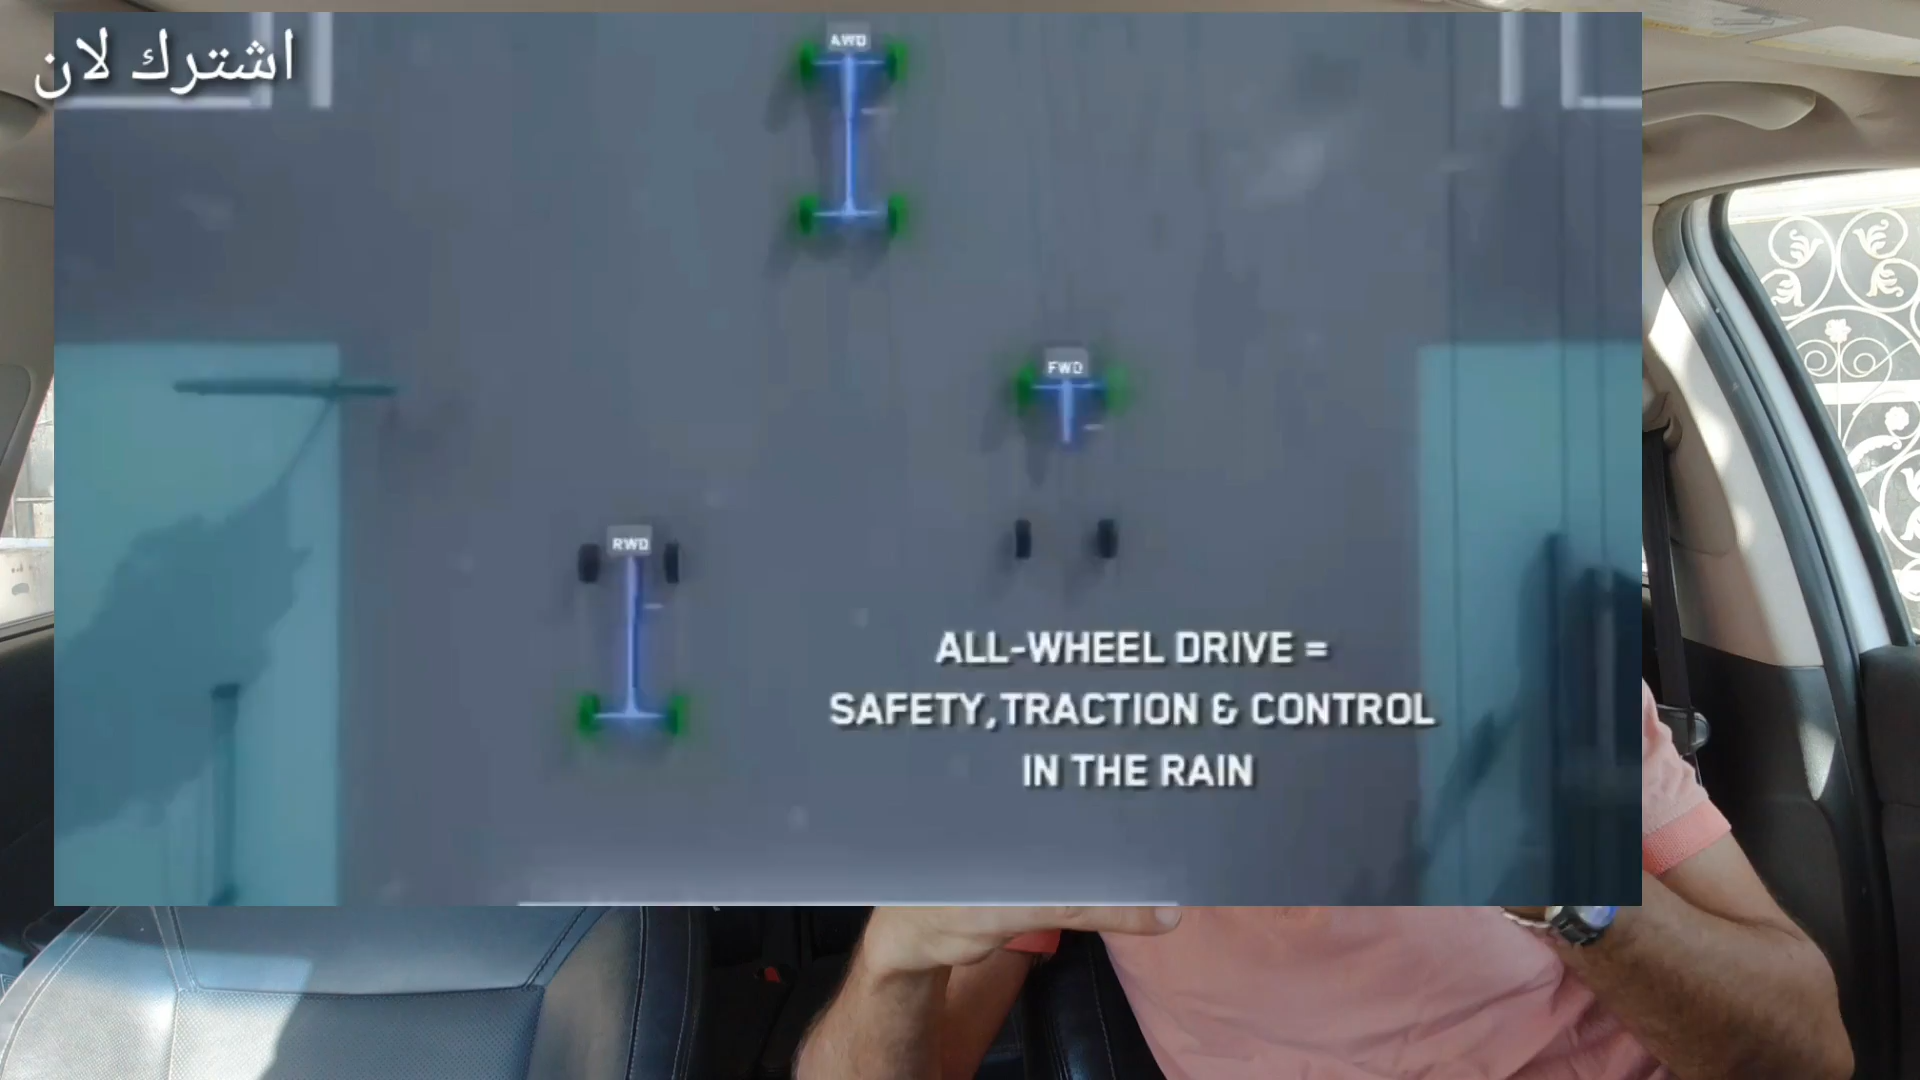 اشترك لان
AWD
FWD
RWD
ALL-WHEEL DRIVE =
SAFETY,TRACTION & CONTROL
IN THE RAIN